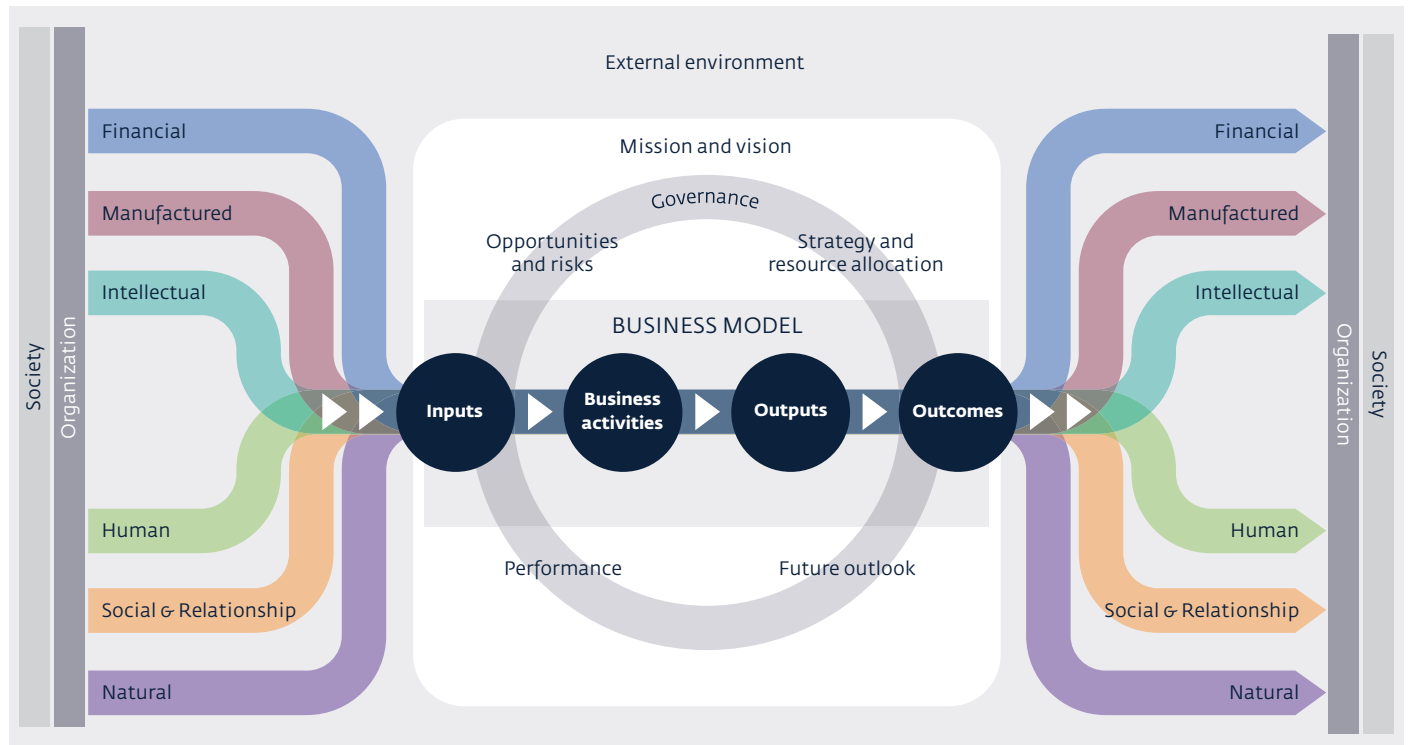 External environment
Society
Organization
Financial
Manufactured
Intellectual
Human
Social & Relationship
Natural
Mission and vision
Governance
Opportunities
and risks
Strategy and
resource allocation
BUSINESS MODEL
Inputs
Business
activities
Outputs
Outcomes
Performance
Future outlook
Financial
Manufactured
Intellectual
Human
Social & Relationship
Natural
Organization
Society